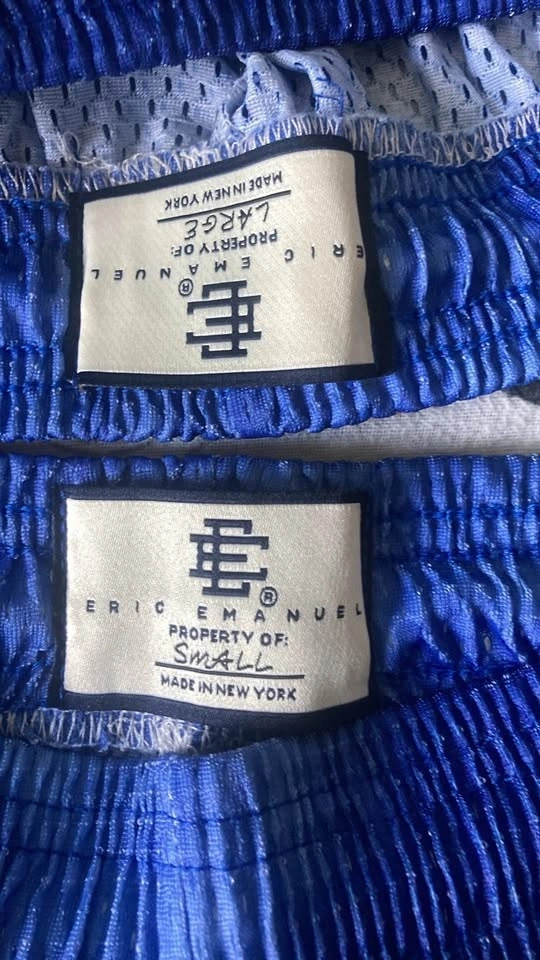 MADE IN NEW YORK
LARGE
PROPERTY OF:
ERIC EMANUEL
®
EE
EE
®
ERIC EMANUEL
PROPERTY OF:
SMALL
MADE IN NEW YORK